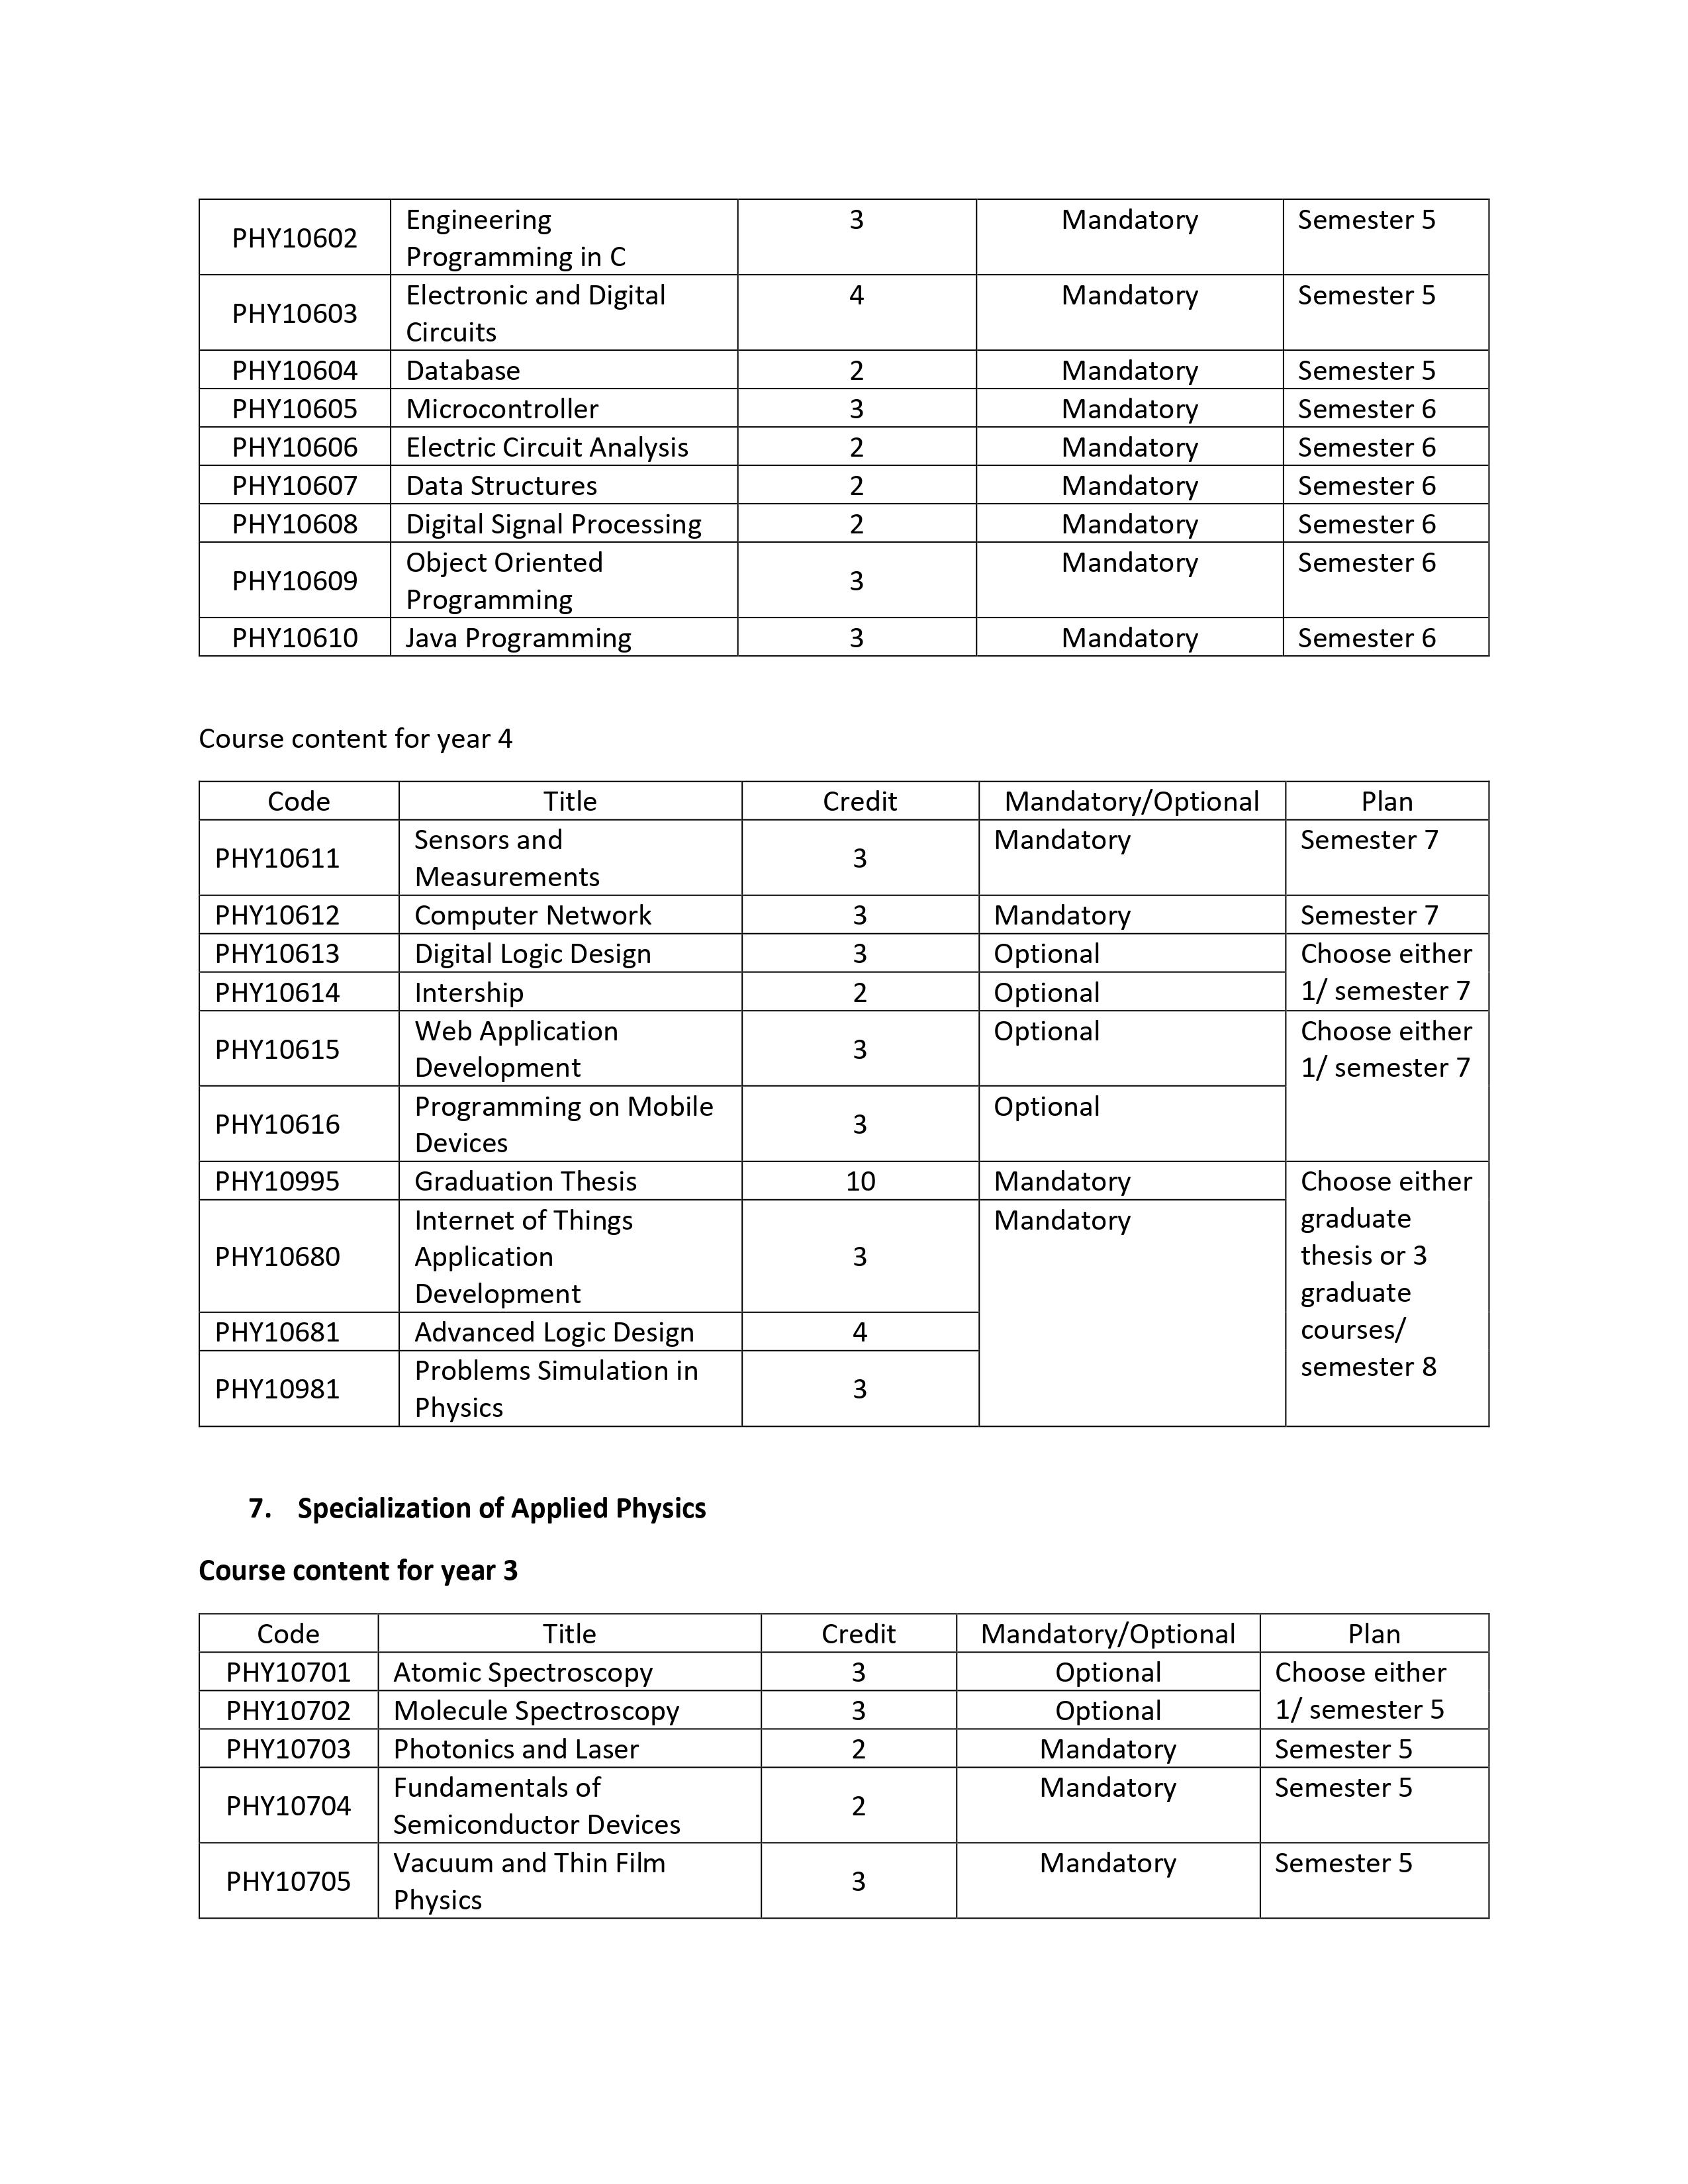 PHY10602 Engineering Programming in C 3 Mandatory Semester 5
PHY10603 Electronic and Digital Circuits 4 Mandatory Semester 5
PHY10604 Database 2 Mandatory Semester 5
PHY10605 Microcontroller 3 Mandatory Semester 6
PHY10606 Electric Circuit Analysis 2 Mandatory Semester 6
PHY10607 Data Structures 2 Mandatory Semester 6
PHY10608 Digital Signal Processing 2 Mandatory Semester 6
PHY10609 Object Oriented Programming 3 Mandatory Semester 6
PHY10610 Java Programming 3 Mandatory Semester 6
Course content for year 4
Code Title Credit Mandatory/Optional Plan
PHY10611 Sensors and Measurements 3 Mandatory Semester 7
PHY10612 Computer Network 3 Mandatory Semester 7
PHY10613 Digital Logic Design 3 Optional Choose either
PHY10614 Intership 2 Optional 1/ semester 7
PHY10615 Web Application Development 3 Optional Choose either 1/ semester 7
PHY10616 Programming on Mobile Devices 3 Optional
PHY10995 Graduation Thesis 10 Mandatory Choose either graduate thesis or 3 graduate courses/ semester 8
PHY10680 Internet of Things Application Development 3 Mandatory
PHY10681 Advanced Logic Design 4
PHY10981 Problems Simulation in Physics 3
7. Specialization of Applied Physics
Course content for year 3
Code Title Credit Mandatory/Optional Plan
PHY10701 Atomic Spectroscopy 3 Optional Choose either
PHY10702 Molecule Spectroscopy 3 Optional 1/ semester 5
PHY10703 Photonics and Laser 2 Mandatory Semester 5
PHY10704 Fundamentals of Semiconductor Devices 2 Mandatory Semester 5
PHY10705 Vacuum and Thin Film Physics 3 Mandatory Semester 5